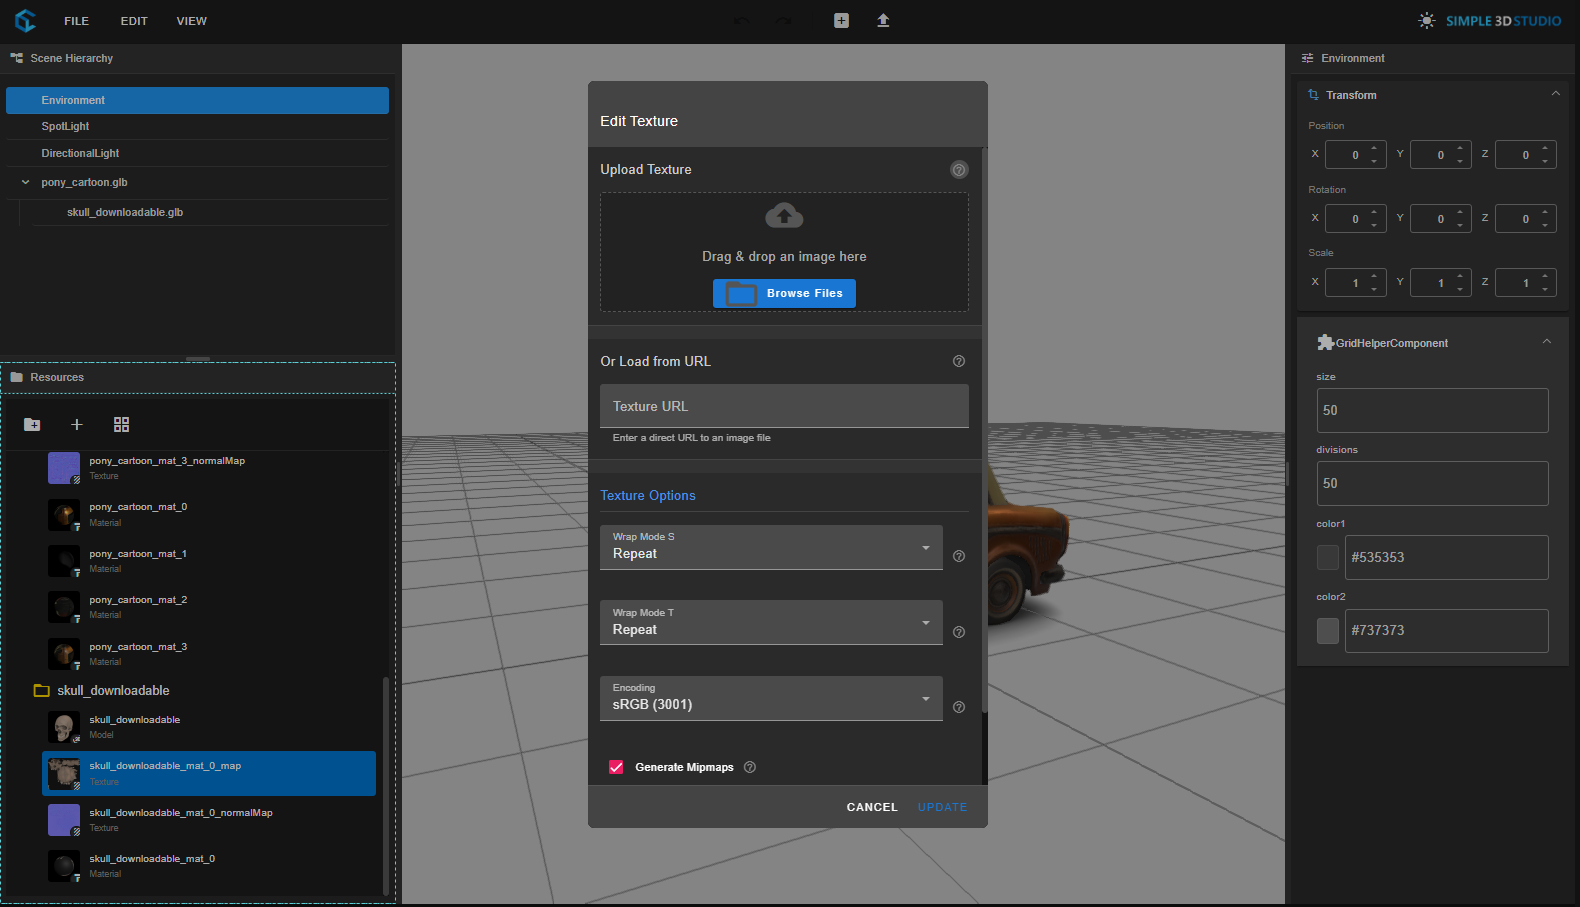 FILE EDIT VIEW
SIMPLE 3D STUDIO
Scene Hierarchy
Environment
SpotLight
DirectionalLight
pony_cartoon.glb
skull_downloadable.glb
Resources
pony_cartoon_mat_3_normalMap
Texture
pony_cartoon_mat_0
Material
pony_cartoon_mat_1
Material
pony_cartoon_mat_2
Material
pony_cartoon_mat_3
Material
skull_downloadable
skull_downloadable
Model
skull_downloadable_mat_0_map
Texture
skull_downloadable_mat_0_normalMap
Texture
skull_downloadable_mat_0
Material
Edit Texture
Upload Texture
Drag & drop an image here
Browse Files
Or Load from URL
Texture URL
Enter a direct URL to an image file
Texture Options
Wrap Mode S
Repeat
Wrap Mode T
Repeat
Encoding
sRGB (3001)
Generate Mipmaps
CANCEL UPDATE
Environment
Transform
Position
X 0 Y 0 Z 0
Rotation
X 0 Y 0 Z 0
Scale
X 1 Y 1 Z 1
GridHelperComponent
size
50
divisions
50
color1
#535353
color2
#737373